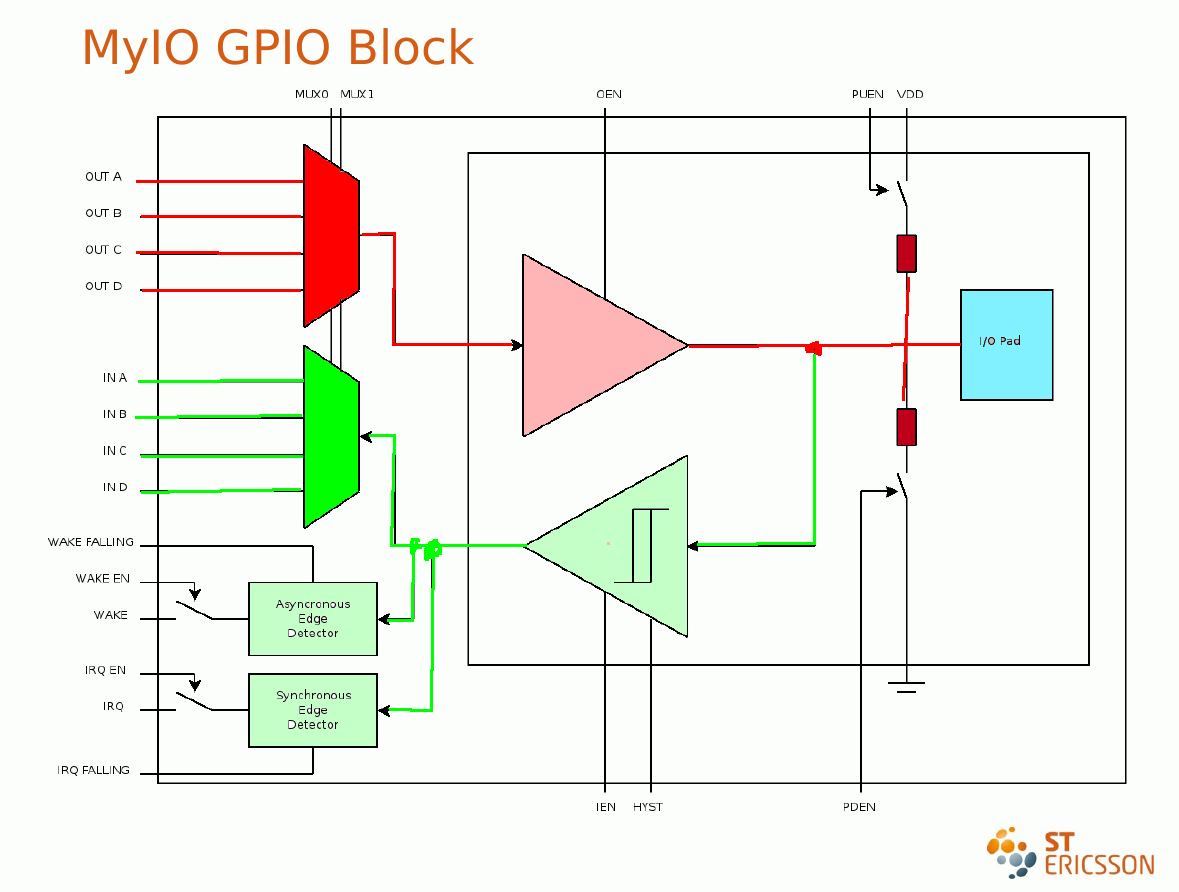 MyIO GPIO Block
MUX0 MUX1 OEN PUEN VDD
OUT A
OUT B
OUT C
OUT D
I/O Pad
IN A
IN B
IN C
IN D
WAKE FALLING
WAKE EN
WAKE
Asyncronous
Edge
Detector
IRQ EN
IRQ
Synchronous
Edge
Detector
IRQ FALLING
IEN HYST PDEN
ST
ERICSSON